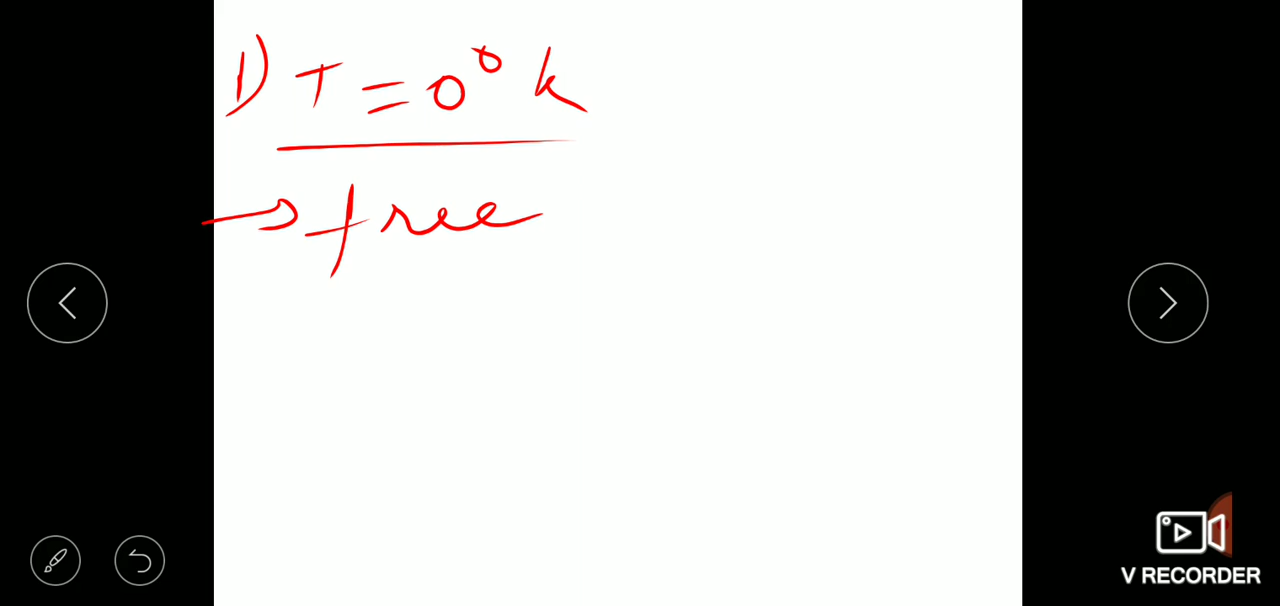 1) T = 0° k
→ free
V RECORDER